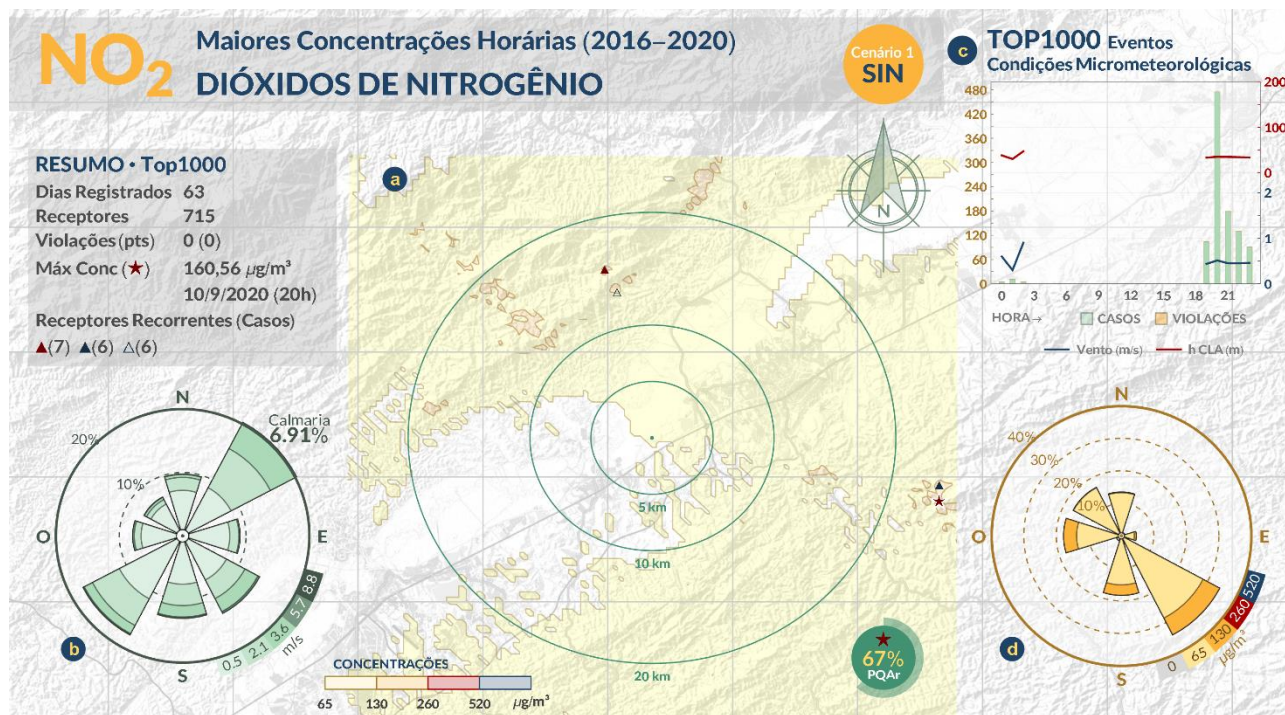 NO₂
Maiores Concentrações Horárias (2016–2020)
DIÓXIDOS DE NITROGÊNIO
Cenário 1
SIN
c
TOP1000 Eventos
Condições Micrometeorológicas
RESUMO • Top1000
Dias Registrados 63
Receptores 715
Violações (pts) 0 (0)
Máx Conc (★) 160,56 µg/m³
10/9/2020 (20h)
Receptores Recorrentes (Casos)
▲(7) ▲(6) △(6)
a
N
5 km
10 km
20 km
480
420
360
300
240
180
120
60
0
200
100
0
2
1
0
0 3 6 9 12 15 18 21
HORA→
CASOS
VIOLAÇÕES
Vento (m/s)
h CLA (m)
N
Calmaria
6.91%
20%
10%
O
E
S
b
0.5 2.1 3.6 5.7 8.8
m/s
CONCENTRAÇÕES
65 130 260 520 µg/m³
★
67%
PQAr
N
40%
30%
20%
10%
O
E
S
d
0 65 130 260 520
µg/m³